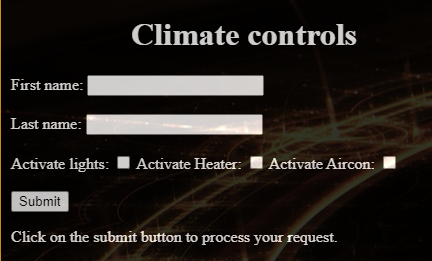 Climate controls
First name:
Last name:
Activate lights: Activate Heater: Activate Aircon:
Submit
Click on the submit button to process your request.